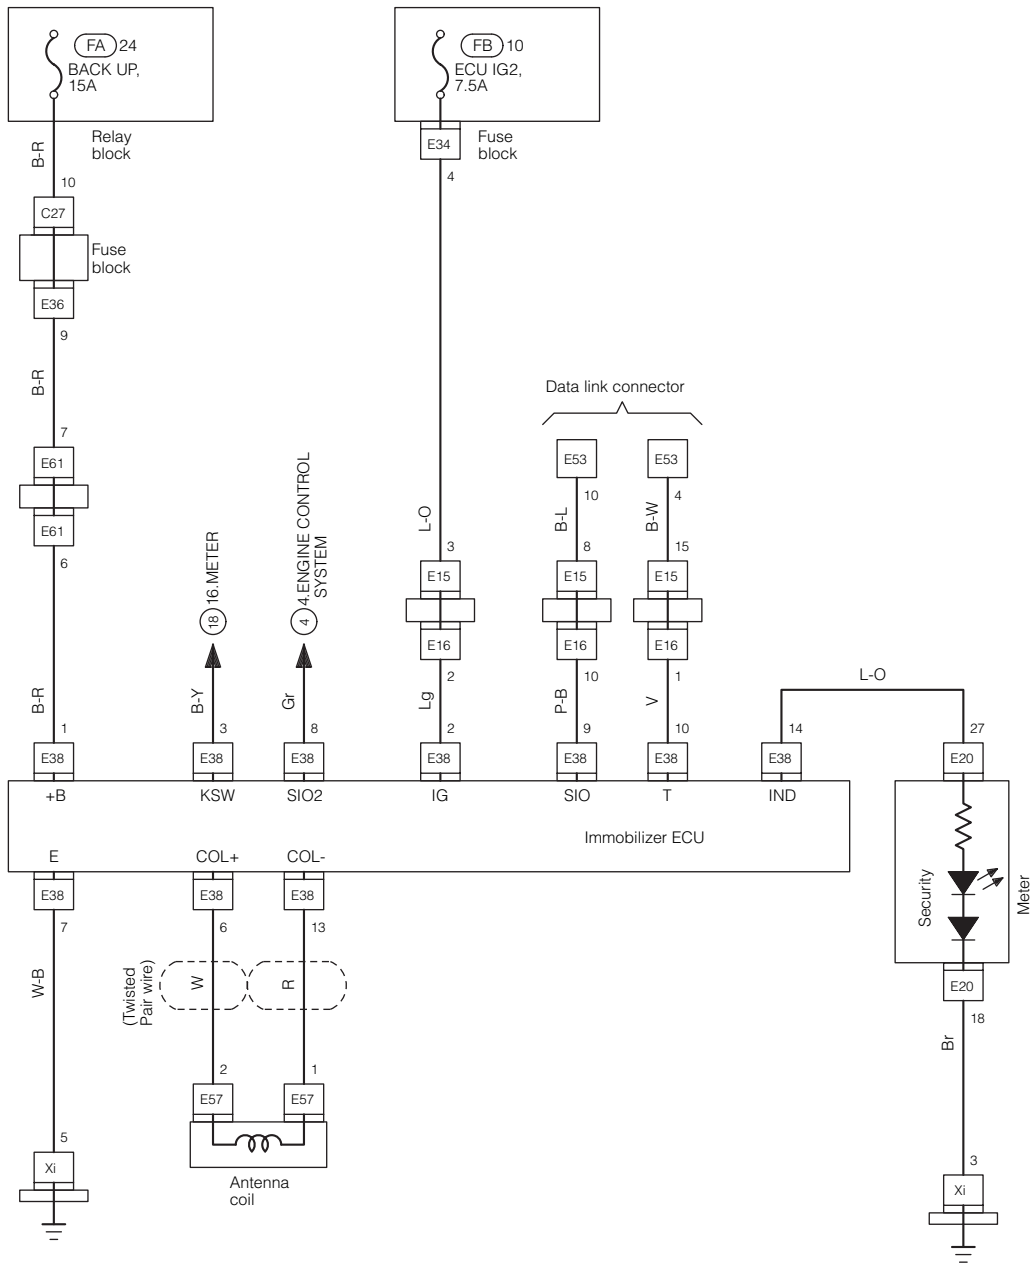 FA 24
BACK UP,
15A
FB 10
ECU IG2,
7.5A
Relay
block
E34
Fuse
block
B-R
4
10
C27
Fuse
block
E36
9
B-R
Data link connector
7
E61
E53
E53
10
4
L-O
B-L
B-W
E61
6
16.METER
18
4.ENGINE CONTROL
SYSTEM
4
3
8
15
E15
E15
E15
E16
E16
E16
2
10
1
L-O
B-R
B-Y
Gr
Lg
P-B
V
1
3
8
2
9
10
14
27
E38
E38
E38
E38
E38
E38
E38
E20
+B
KSW
SIO2
IG
SIO
T
IND
Immobilizer ECU
E
COL+
COL-
Security
Meter
E38
E38
E38
7
6
13
W-B
(Twisted
Pair wire)
W
R
E20
18
Br
2
1
E57
E57
5
Xi
3
Xi
Antenna
coil